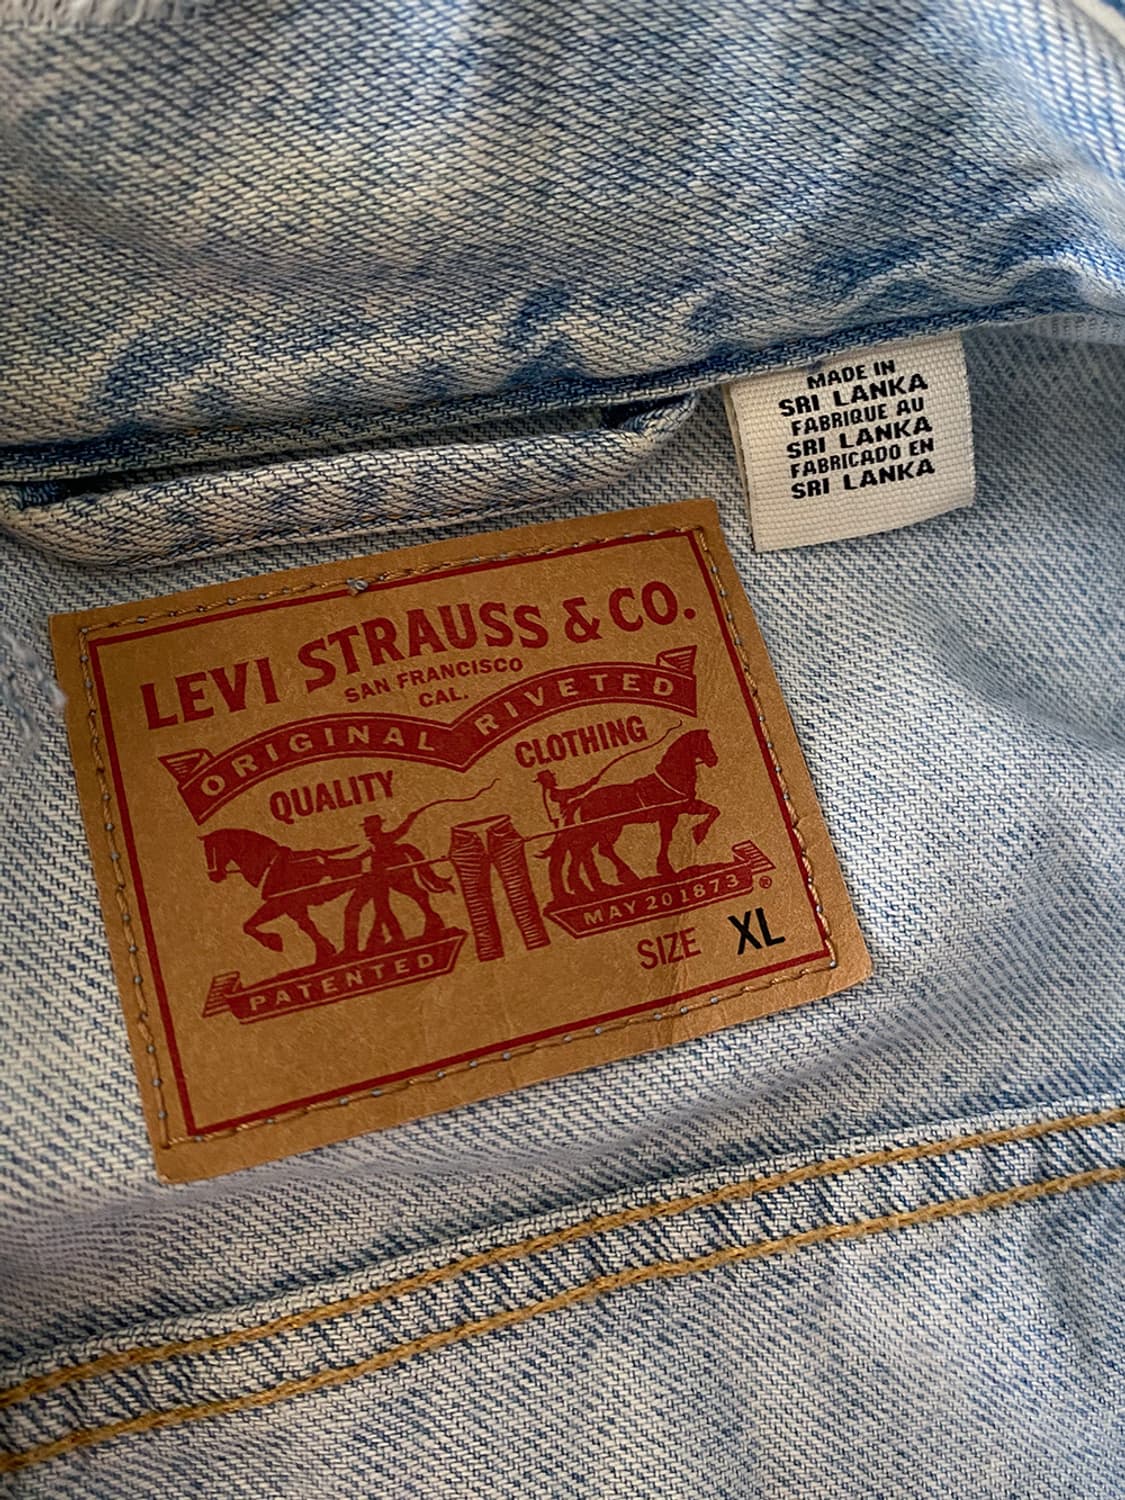 MADE IN
SRI LANKA
FABRIQUE AU
SRI LANKA
FABRICADO EN
SRI LANKA
LEVI STRAUSS & CO.
SAN FRANCISCO
CAL.
ORIGINAL RIVETED
QUALITY CLOTHING
PATENTED MAY 20 1873 ®
SIZE XL